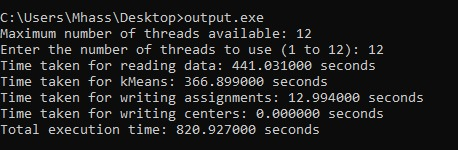 C:\Users\Mhass\Desktop>output.exe
Maximum number of threads available: 12
Enter the number of threads to use (1 to 12): 12
Time taken for reading data: 441.031000 seconds
Time taken for kMeans: 366.899000 seconds
Time taken for writing assignments: 12.994000 seconds
Time taken for writing centers: 0.000000 seconds
Total execution time: 820.927000 seconds